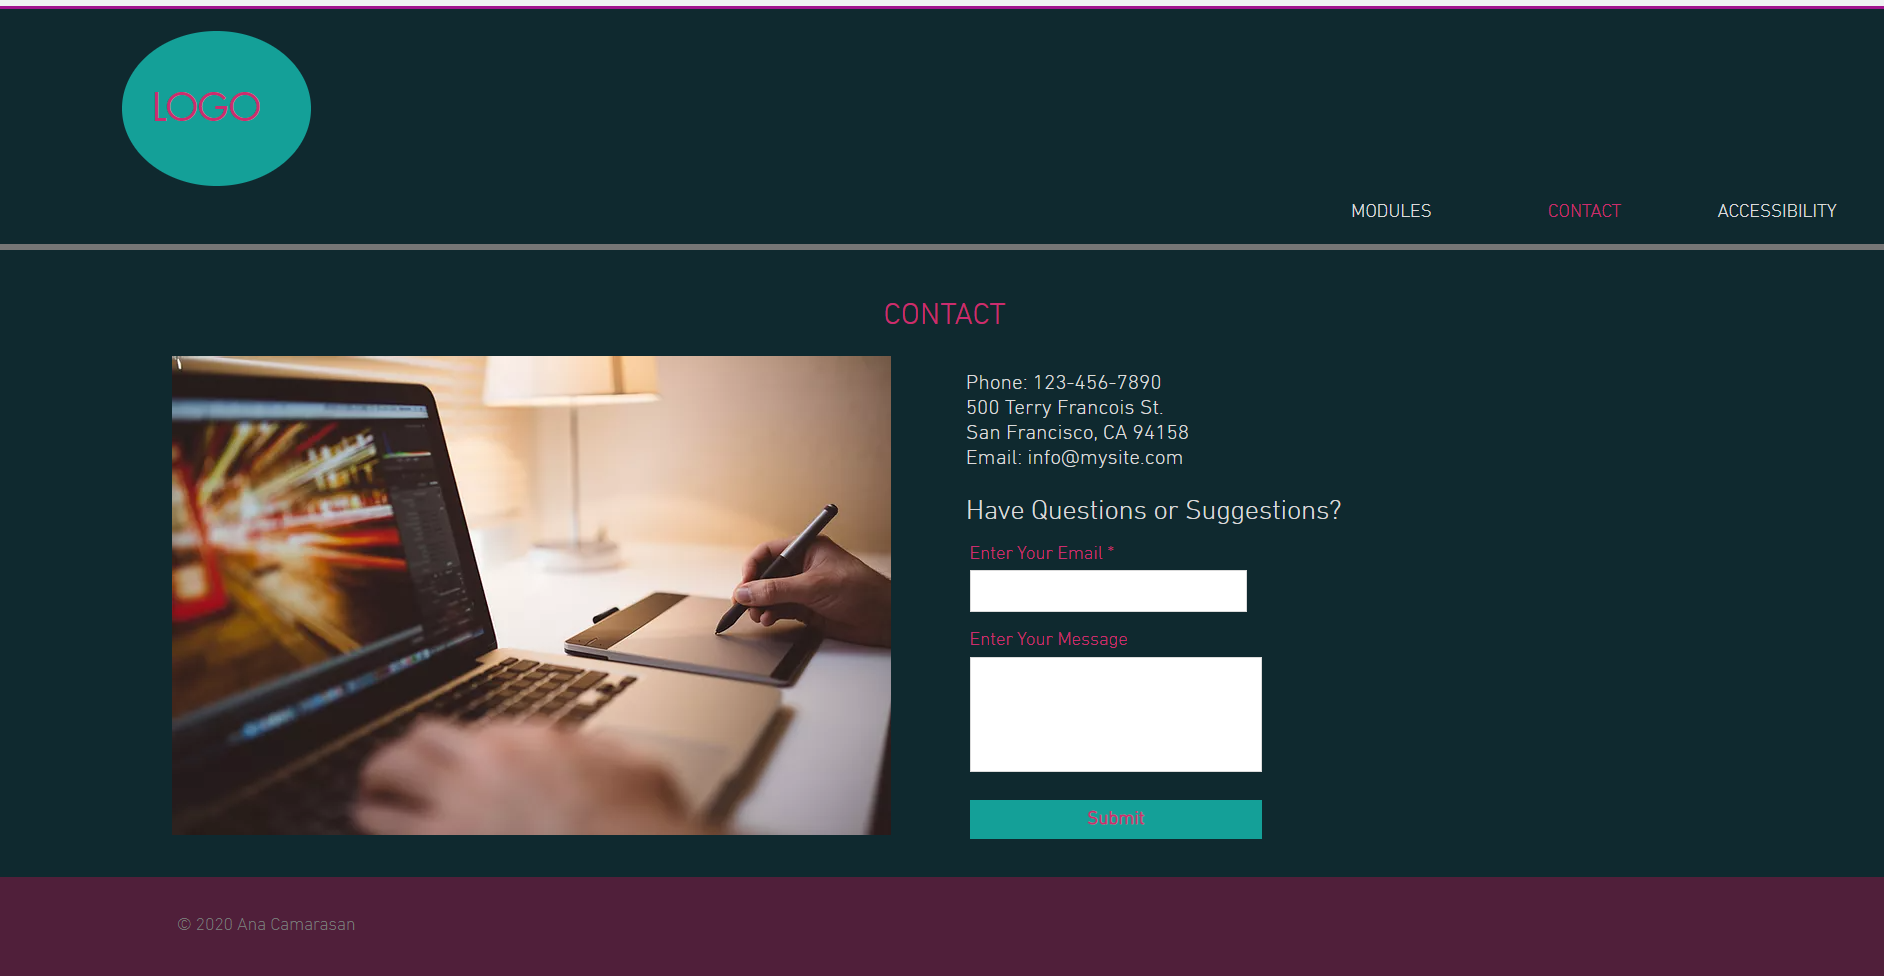 LOGO
MODULES
CONTACT
ACCESSIBILITY
CONTACT
Phone: 123-456-7890
500 Terry Francois St.
San Francisco, CA 94158
Email: info@mysite.com
Have Questions or Suggestions?
Enter Your Email *
Enter Your Message
Submit
© 2020 Ana Camarasan